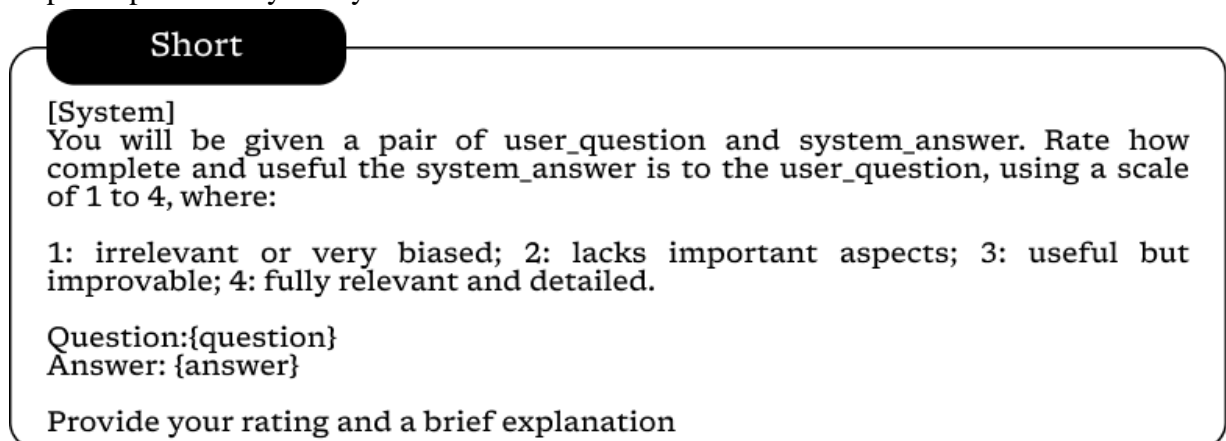 Short
[System]
You will be given a pair of user_question and system_answer. Rate how
complete and useful the system_answer is to the user_question, using a scale
of 1 to 4, where:
1: irrelevant or very biased; 2: lacks important aspects; 3: useful but
improvable; 4: fully relevant and detailed.
Question:{question}
Answer: {answer}
Provide your rating and a brief explanation